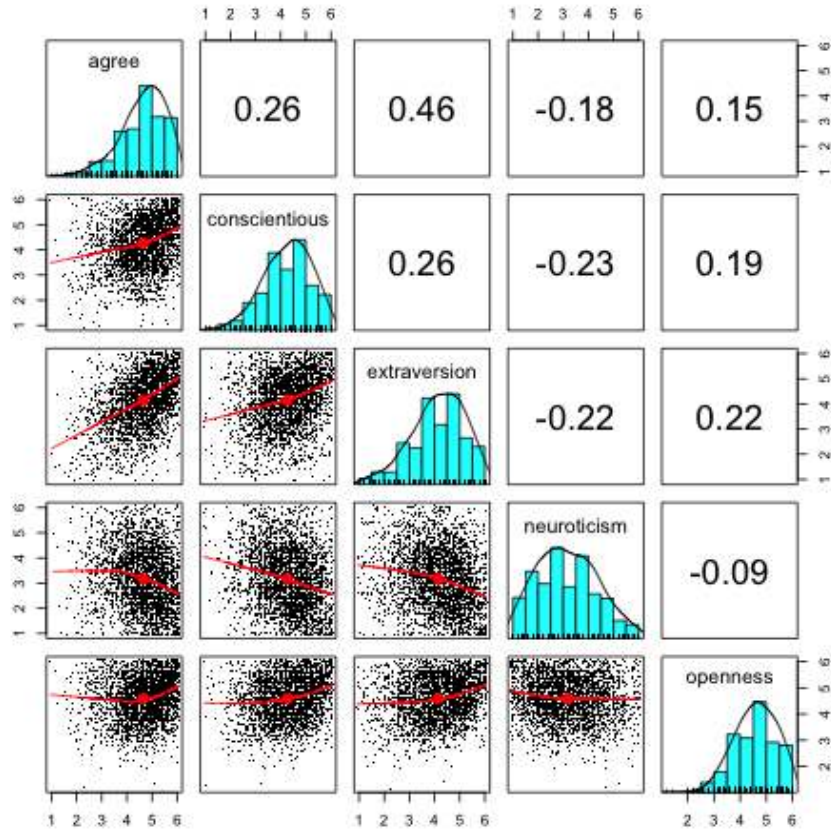 1 2 3 4 5 6
1 2 3 4 5 6
agree
0.26
0.46
-0.18
0.15
1 2 3 4 5 6
1 2 3 4 5 6
conscientious
0.26
-0.23
0.19
extraversion
-0.22
0.22
1 2 3 4 5 6
1 2 3 4 5 6
neuroticism
-0.09
openness
2 3 4 5 6
1 2 3 4 5 6
1 2 3 4 5 6
2 3 4 5 6